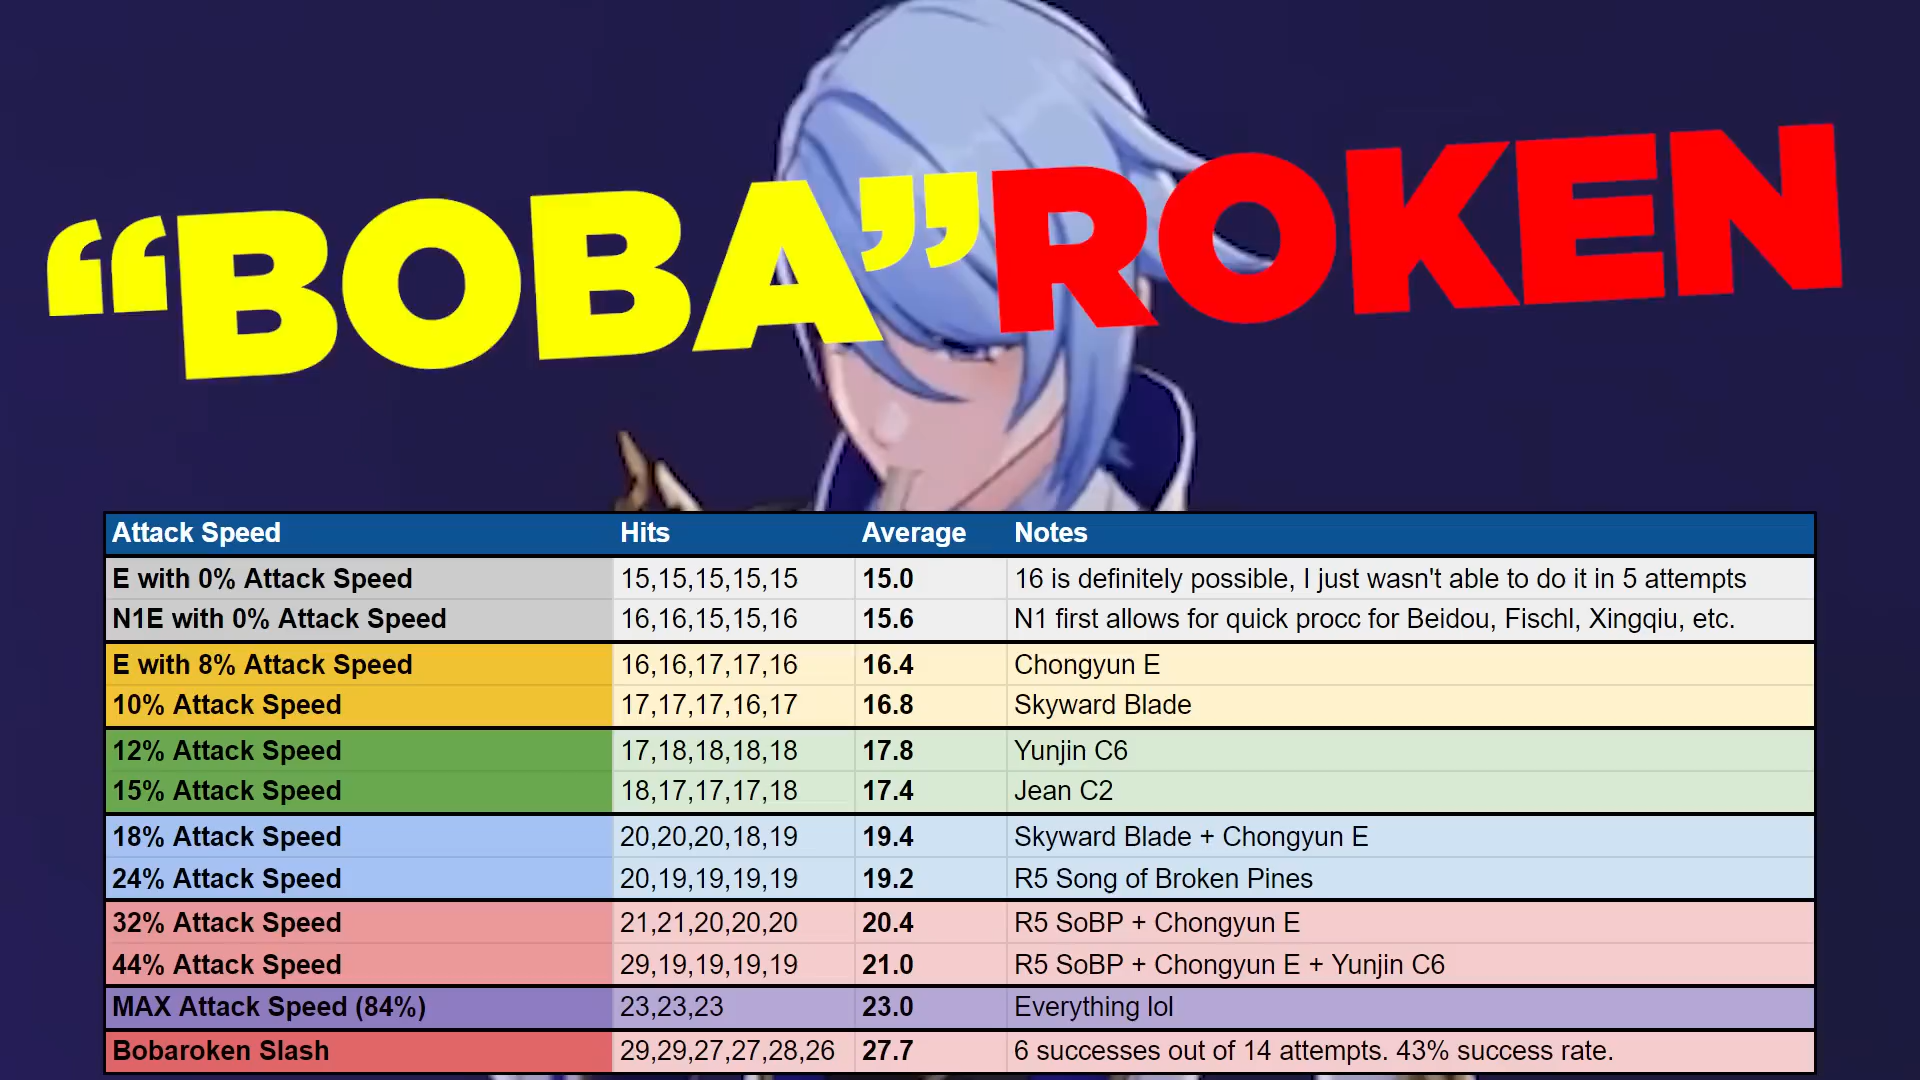 “BOBA”ROKEN
Attack Speed Hits Average Notes
E with 0% Attack Speed 15,15,15,15,15 15.0 16 is definitely possible, I just wasn't able to do it in 5 attempts
N1E with 0% Attack Speed 16,16,15,15,16 15.6 N1 first allows for quick procc for Beidou, Fischl, Xingqiu, etc.
E with 8% Attack Speed 16,16,17,17,16 16.4 Chongyun E
10% Attack Speed 17,17,17,16,17 16.8 Skyward Blade
12% Attack Speed 17,18,18,18,18 17.8 Yunjin C6
15% Attack Speed 18,17,17,17,18 17.4 Jean C2
18% Attack Speed 20,20,20,18,19 19.4 Skyward Blade + Chongyun E
24% Attack Speed 20,19,19,19,19 19.2 R5 Song of Broken Pines
32% Attack Speed 21,21,20,20,20 20.4 R5 SoBP + Chongyun E
44% Attack Speed 29,19,19,19,19 21.0 R5 SoBP + Chongyun E + Yunjin C6
MAX Attack Speed (84%) 23,23,23 23.0 Everything lol
Bobaroken Slash 29,29,27,27,28,26 27.7 6 successes out of 14 attempts. 43% success rate.